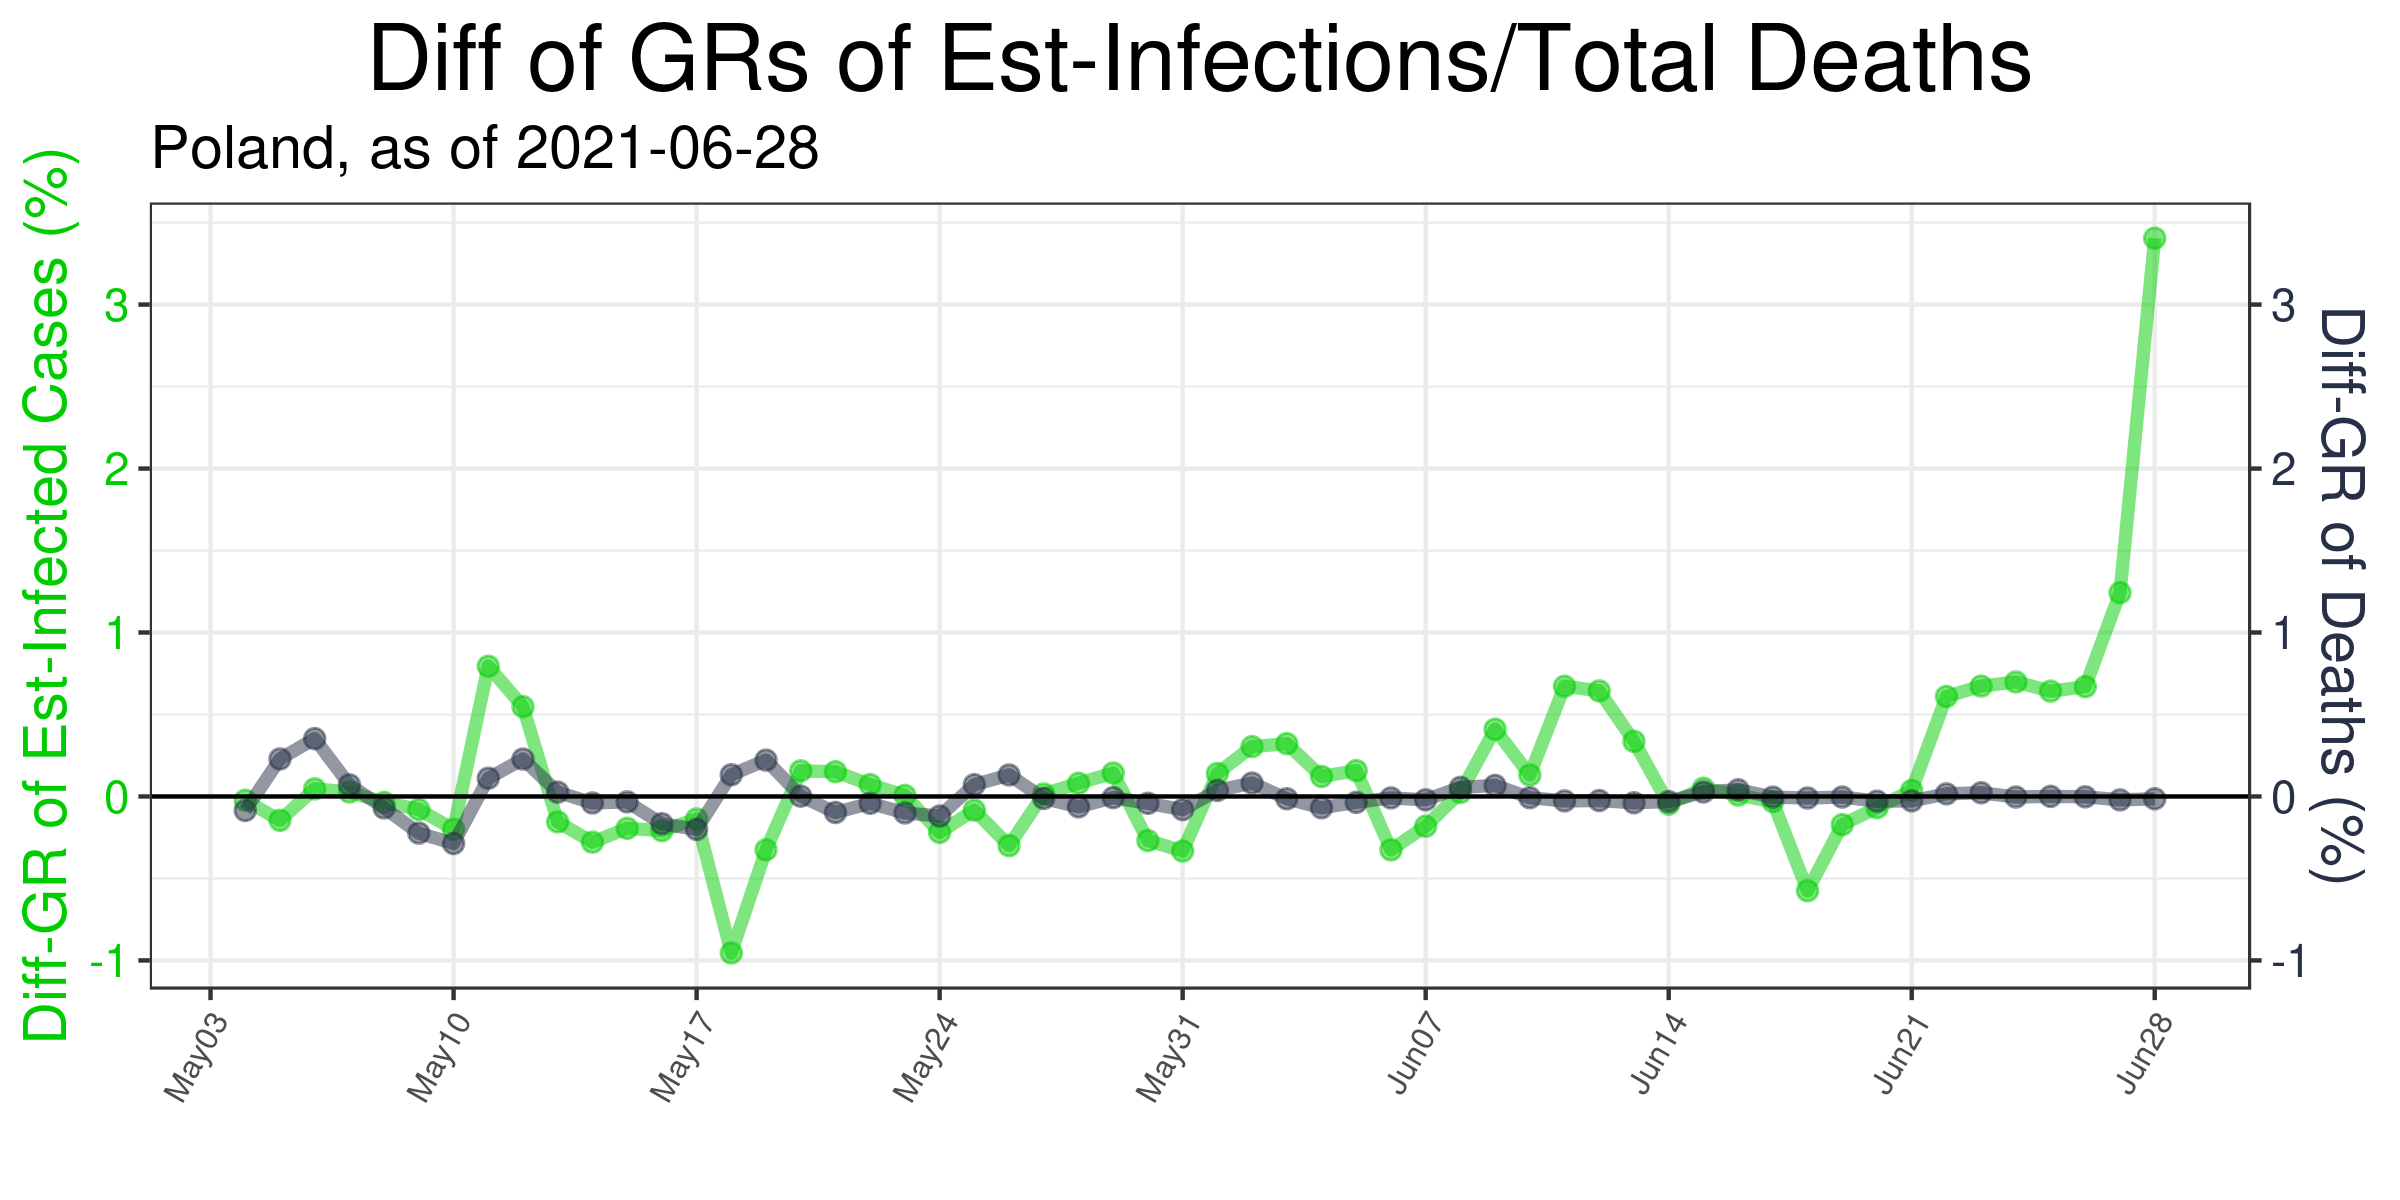 Diff of GRs of Est-Infections/Total Deaths
Poland, as of 2021-06-28
Diff-GR of Est-Infected Cases (%)
3
2
1
0
-1
3
2
1
0
-1
Diff-GR of Deaths (%)
May03
May10
May17
May24
May31
Jun07
Jun14
Jun21
Jun28